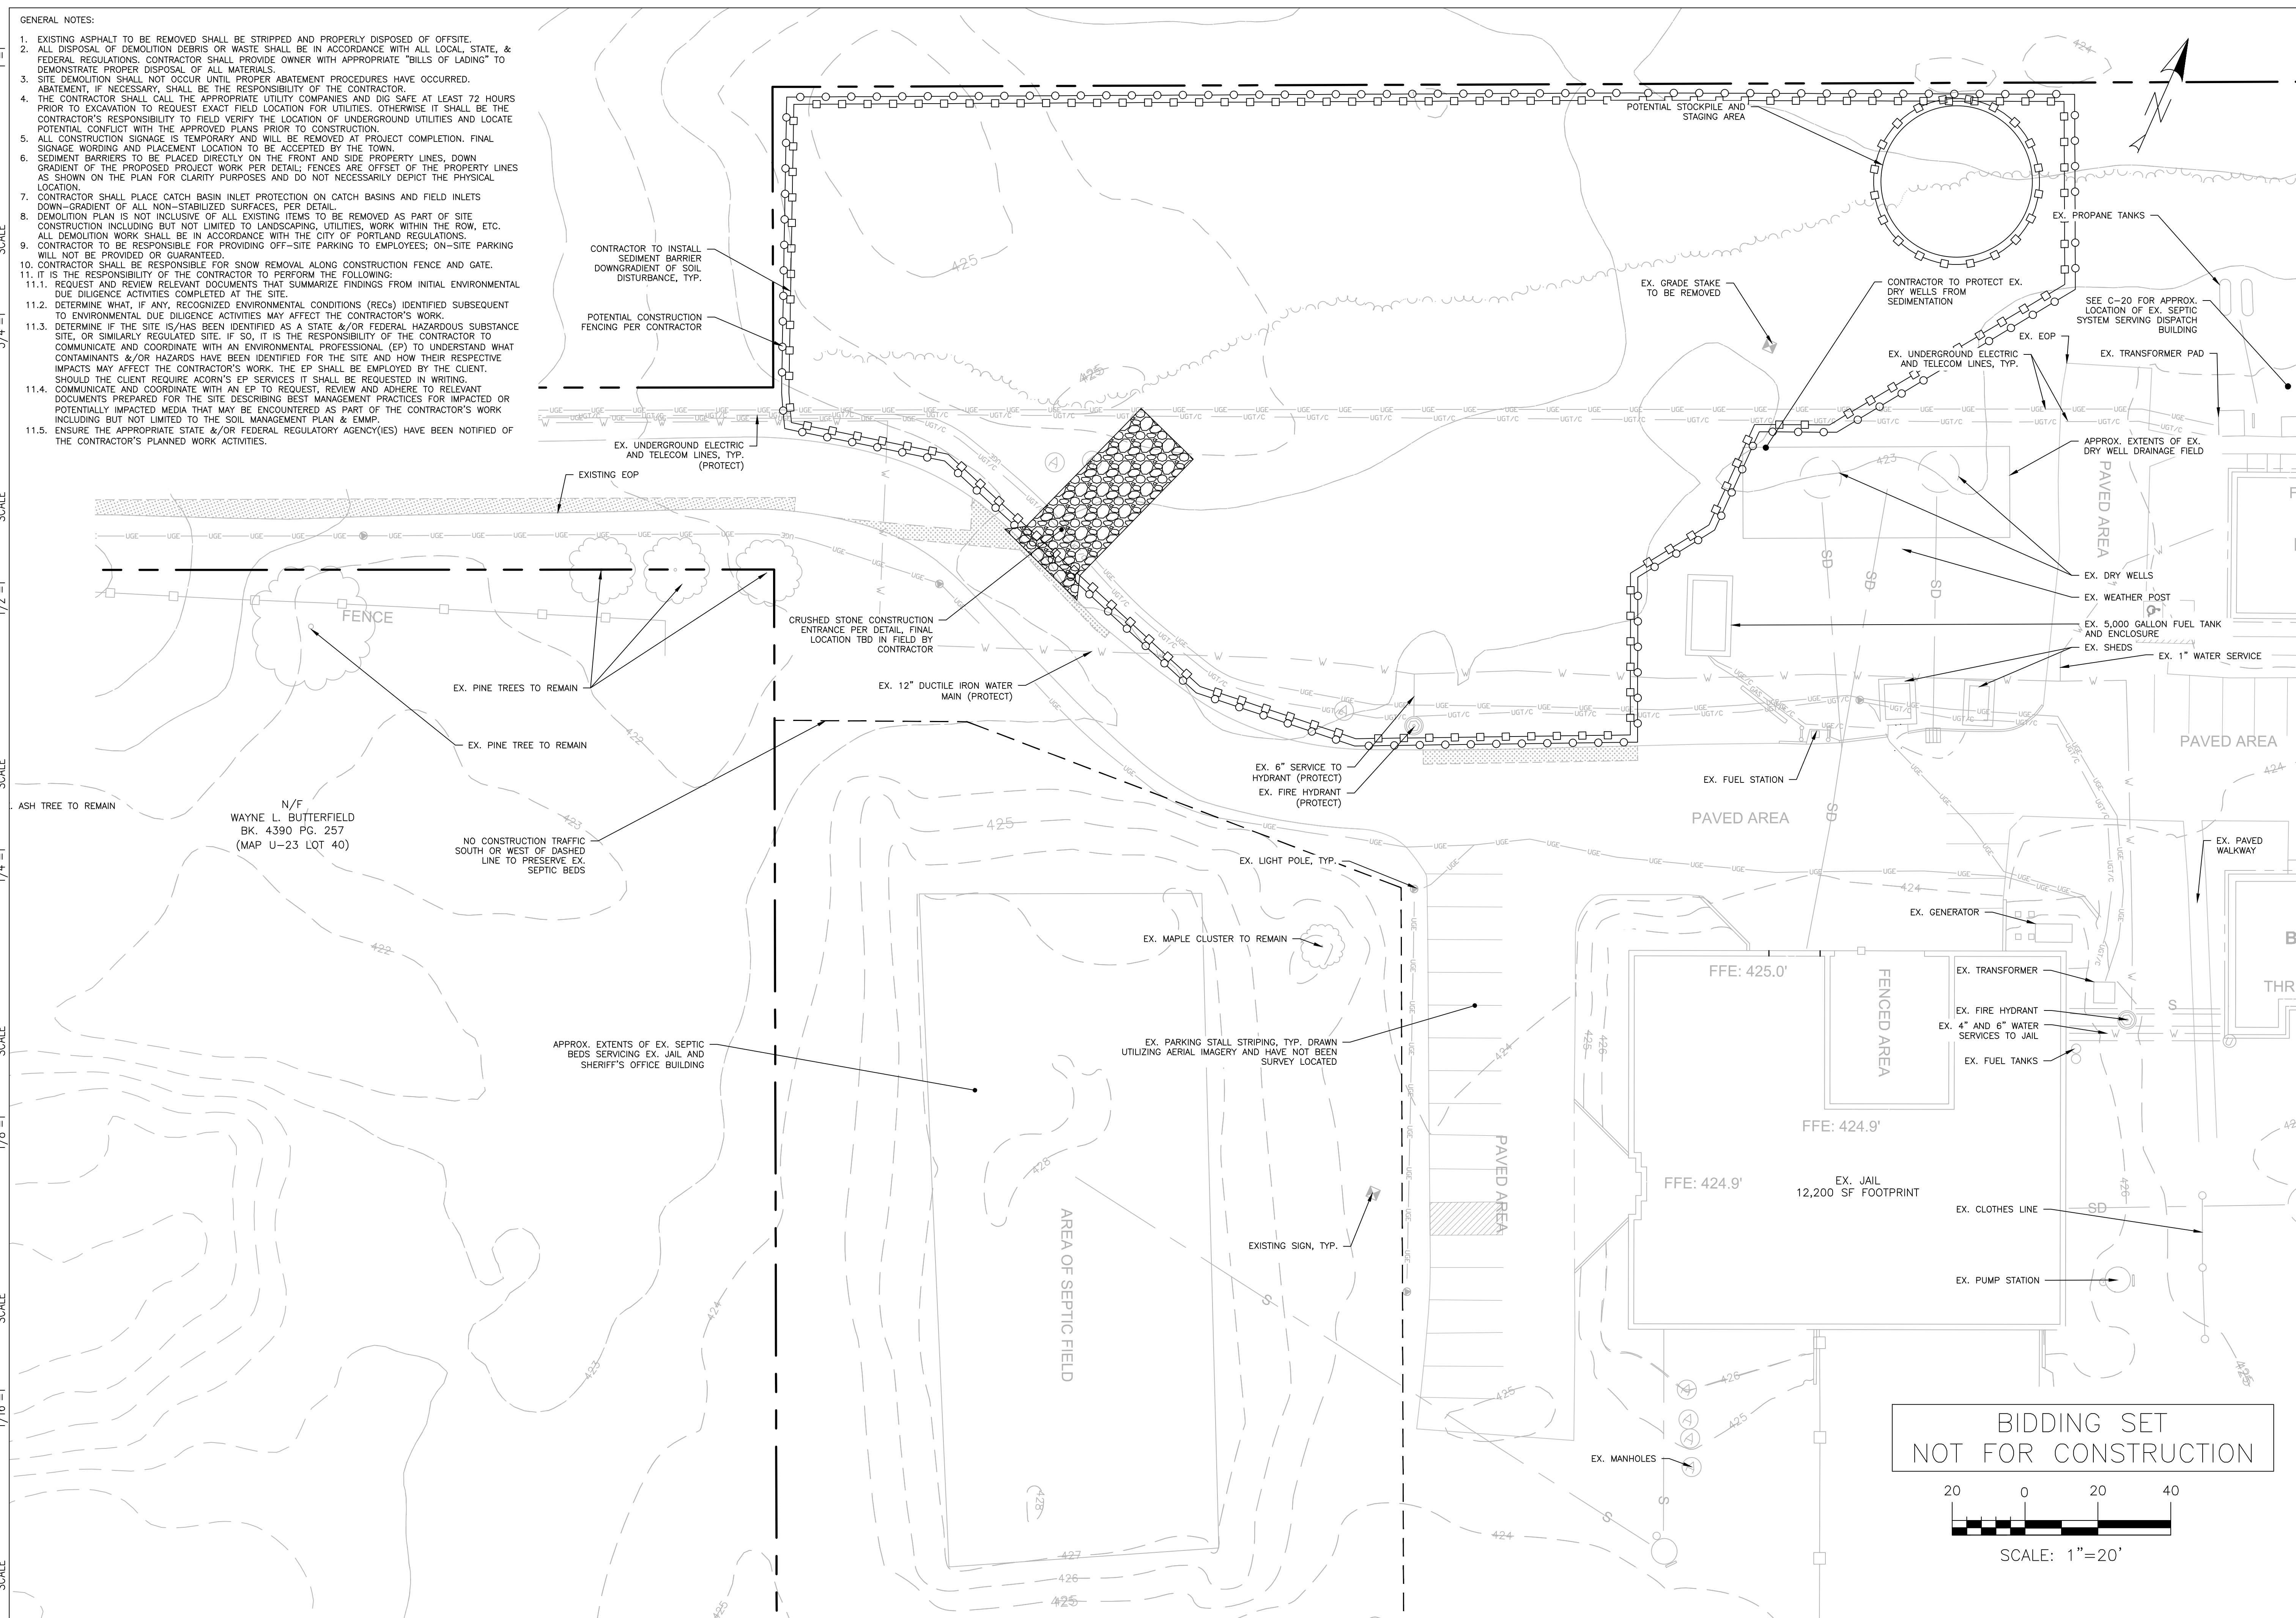 GENERAL NOTES:
1. EXISTING ASPHALT TO BE REMOVED SHALL BE STRIPPED AND PROPERLY DISPOSED OF OFFSITE.
2. ALL DISPOSAL OF DEMOLITION DEBRIS OR WASTE SHALL BE IN ACCORDANCE WITH ALL LOCAL, STATE, &
FEDERAL REGULATIONS. CONTRACTOR SHALL PROVIDE OWNER WITH APPROPRIATE "BILLS OF LADING" TO
DEMONSTRATE PROPER DISPOSAL OF ALL MATERIALS.
3. SITE DEMOLITION SHALL NOT OCCUR UNTIL PROPER ABATEMENT PROCEDURES HAVE OCCURRED.
ABATEMENT, IF NECESSARY, SHALL BE THE RESPONSIBILITY OF THE CONTRACTOR.
4. THE CONTRACTOR SHALL CALL THE APPROPRIATE UTILITY COMPANIES AND DIG SAFE AT LEAST 72 HOURS
PRIOR TO EXCAVATION TO REQUEST EXACT FIELD LOCATION FOR UTILITIES. OTHERWISE IT SHALL BE THE
CONTRACTOR'S RESPONSIBILITY TO FIELD VERIFY THE LOCATION OF UNDERGROUND UTILITIES AND LOCATE
POTENTIAL CONFLICT WITH THE APPROVED PLANS PRIOR TO CONSTRUCTION.
5. ALL CONSTRUCTION SIGNAGE IS TEMPORARY AND WILL BE REMOVED AT PROJECT COMPLETION. FINAL
SIGNAGE WORDING AND PLACEMENT LOCATION TO BE ACCEPTED BY THE TOWN.
6. SEDIMENT BARRIERS TO BE PLACED DIRECTLY ON THE FRONT AND SIDE PROPERTY LINES, DOWN
GRADIENT OF THE PROPOSED PROJECT WORK PER DETAIL; FENCES ARE OFFSET OF THE PROPERTY LINES
AS SHOWN ON THE PLAN FOR CLARITY PURPOSES AND DO NOT NECESSARILY DEPICT THE PHYSICAL
LOCATION.
7. CONTRACTOR SHALL PLACE CATCH BASIN INLET PROTECTION ON CATCH BASINS AND FIELD INLETS
DOWN-GRADIENT OF ALL NON-STABILIZED SURFACES, PER DETAIL.
8. DEMOLITION PLAN IS NOT INCLUSIVE OF ALL EXISTING ITEMS TO BE REMOVED AS PART OF SITE
CONSTRUCTION INCLUDING BUT NOT LIMITED TO LANDSCAPING, UTILITIES, WORK WITHIN THE ROW, ETC.
ALL DEMOLITION WORK SHALL BE IN ACCORDANCE WITH THE CITY OF PORTLAND REGULATIONS.
9. CONTRACTOR TO BE RESPONSIBLE FOR PROVIDING OFF-SITE PARKING TO EMPLOYEES; ON-SITE PARKING
WILL NOT BE PROVIDED OR GUARANTEED.
10. CONTRACTOR SHALL BE RESPONSIBLE FOR SNOW REMOVAL ALONG CONSTRUCTION FENCE AND GATE.
11. IT IS THE RESPONSIBILITY OF THE CONTRACTOR TO PERFORM THE FOLLOWING:
11.1. REQUEST AND REVIEW RELEVANT DOCUMENTS THAT SUMMARIZE FINDINGS FROM INITIAL ENVIRONMENTAL
DUE DILIGENCE ACTIVITIES COMPLETED AT THE SITE.
11.2. DETERMINE WHAT, IF ANY, RECOGNIZED ENVIRONMENTAL CONDITIONS (RECs) IDENTIFIED SUBSEQUENT
TO ENVIRONMENTAL DUE DILIGENCE ACTIVITIES MAY AFFECT THE CONTRACTOR'S WORK.
11.3. DETERMINE IF THE SITE IS/HAS BEEN IDENTIFIED AS A STATE &/OR FEDERAL HAZARDOUS SUBSTANCE
SITE, OR SIMILARLY REGULATED SITE. IF SO, IT IS THE RESPONSIBILITY OF THE CONTRACTOR TO
COMMUNICATE AND COORDINATE WITH AN ENVIRONMENTAL PROFESSIONAL (EP) TO UNDERSTAND WHAT
CONTAMINANTS &/OR HAZARDS HAVE BEEN IDENTIFIED FOR THE SITE AND HOW THEIR RESPECTIVE
IMPACTS MAY AFFECT THE CONTRACTOR'S WORK. THE EP SHALL BE EMPLOYED BY THE CLIENT.
SHOULD THE CLIENT REQUIRE ACORN'S EP SERVICES IT SHALL BE REQUESTED IN WRITING.
11.4. COMMUNICATE AND COORDINATE WITH AN EP TO REQUEST, REVIEW AND ADHERE TO RELEVANT
DOCUMENTS PREPARED FOR THE SITE DESCRIBING BEST MANAGEMENT PRACTICES FOR IMPACTED OR
POTENTIALLY IMPACTED MEDIA THAT MAY BE ENCOUNTERED AS PART OF THE CONTRACTOR'S WORK
INCLUDING BUT NOT LIMITED TO THE SOIL MANAGEMENT PLAN & EMMP.
11.5. ENSURE THE APPROPRIATE STATE &/OR FEDERAL REGULATORY AGENCY(IES) HAVE BEEN NOTIFIED OF
THE CONTRACTOR'S PLANNED WORK ACTIVITIES.
POTENTIAL STOCKPILE AND
STAGING AREA
424
EX. PROPANE TANKS
CONTRACTOR TO INSTALL
SEDIMENT BARRIER
DOWNGRADIENT OF SOIL
DISTURBANCE, TYP.
425
POTENTIAL CONSTRUCTION
FENCING PER CONTRACTOR
EX. GRADE STAKE
TO BE REMOVED
CONTRACTOR TO PROTECT EX.
DRY WELLS FROM
SEDIMENTATION
SEE C-20 FOR APPROX.
LOCATION OF EX. SEPTIC
SYSTEM SERVING DISPATCH
BUILDING
EX. EOP
EX. UNDERGROUND ELECTRIC
AND TELECOM LINES, TYP.
EX. TRANSFORMER PAD
425
EX. UNDERGROUND ELECTRIC
AND TELECOM LINES, TYP.
(PROTECT)
EXISTING EOP
APPROX. EXTENTS OF EX.
DRY WELL DRAINAGE FIELD
423
PAVED AREA
SD
SD
SD
EX. DRY WELLS
EX. WEATHER POST
EX. 5,000 GALLON FUEL TANK
AND ENCLOSURE
EX. SHEDS
EX. 1" WATER SERVICE
FENCE
CRUSHED STONE CONSTRUCTION
ENTRANCE PER DETAIL, FINAL
LOCATION TBD IN FIELD BY
CONTRACTOR
EX. 12" DUCTILE IRON WATER
MAIN (PROTECT)
EX. PINE TREES TO REMAIN
EX. PINE TREE TO REMAIN
422
PAVED AREA
424
EX. 6" SERVICE TO
HYDRANT (PROTECT)
EX. FIRE HYDRANT
(PROTECT)
EX. FUEL STATION
PAVED AREA
SD
. ASH TREE TO REMAIN
N/F
WAYNE L. BUTTERFIELD
BK. 4390 PG. 257
(MAP U-23 LOT 40)
423
425
NO CONSTRUCTION TRAFFIC
SOUTH OR WEST OF DASHED
LINE TO PRESERVE EX.
SEPTIC BEDS
EX. LIGHT POLE, TYP.
EX. PAVED
WALKWAY
424
EX. GENERATOR
422
EX. MAPLE CLUSTER TO REMAIN
FFE: 425.0'
FENCED AREA
EX. TRANSFORMER
EX. FIRE HYDRANT
EX. 4" AND 6" WATER
SERVICES TO JAIL
EX. FUEL TANKS
S
APPROX. EXTENTS OF EX. SEPTIC
BEDS SERVICING EX. JAIL AND
SHERIFF'S OFFICE BUILDING
EX. PARKING STALL STRIPING, TYP. DRAWN
UTILIZING AERIAL IMAGERY AND HAVE NOT BEEN
SURVEY LOCATED
424
425
426
FFE: 424.9'
428
PAVED AREA
FFE: 424.9'
EX. JAIL
12,200 SF FOOTPRINT
426
SD
EX. CLOTHES LINE
EXISTING SIGN, TYP.
AREA OF SEPTIC FIELD
EX. PUMP STATION
S
424
423
426
425
425
425
EX. MANHOLES
428
S
S
424
427
426
425
425
BIDDING SET
NOT FOR CONSTRUCTION
20 0 20 40
SCALE: 1"=20'